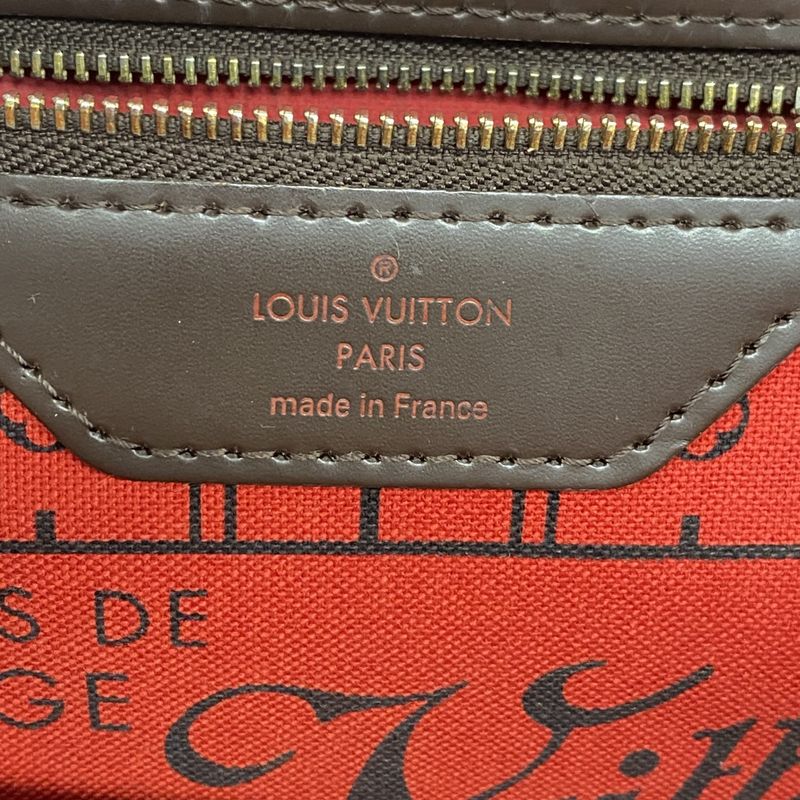 ®
LOUIS VUITTON
PARIS
made in France
S DE
GE